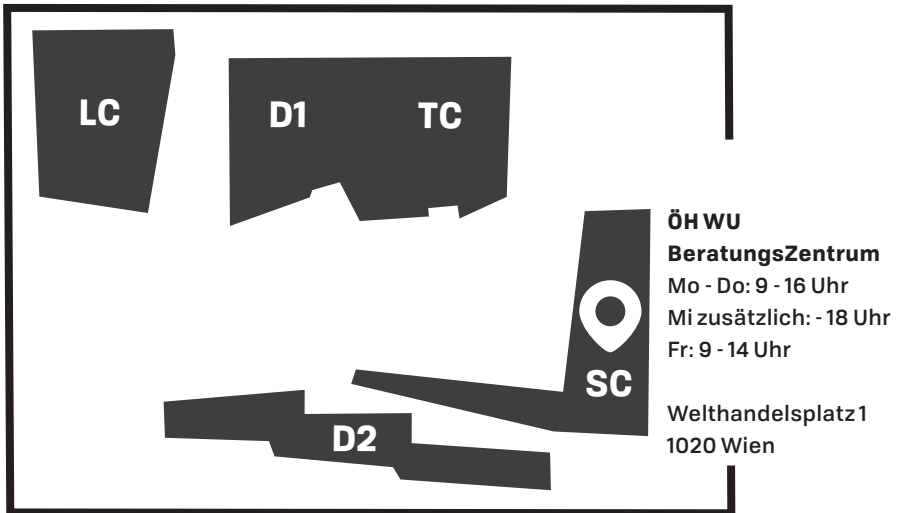 LC
D1
TC
ÖH WU
BeratungsZentrum
Mo - Do: 9 - 16 Uhr
Mi zusätzlich: - 18 Uhr
Fr: 9 - 14 Uhr
SC
Welthandelsplatz 1
1020 Wien
D2